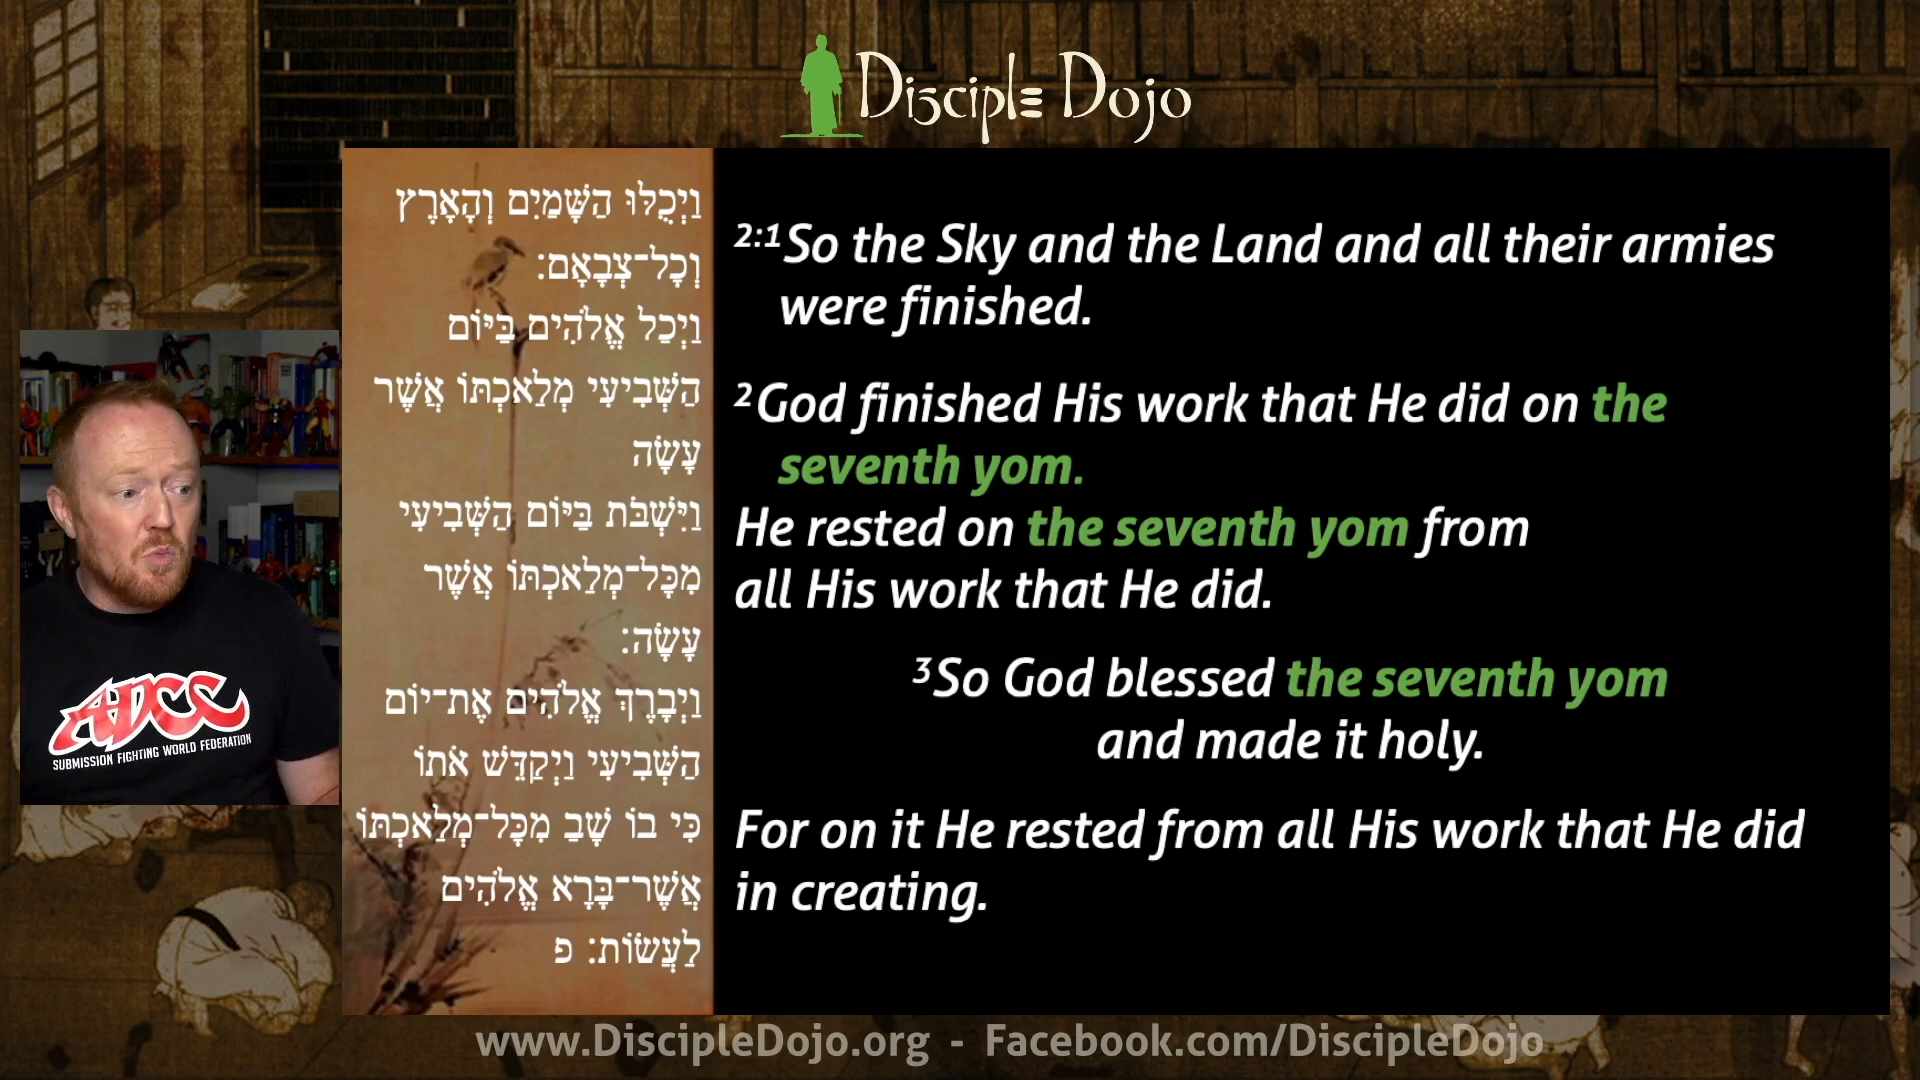 Disciple Dojo
וַיְכֻלּוּ הַשָּׁמַיִם וְהָאָרֶץ
וְכָל־צְבָאָם׃
וַיְכַל אֱלֹהִים בַּיּוֹם
הַשְּׁבִיעִי מְלַאכְתּוֹ אֲשֶׁר
עָשָׂה
וַיִּשְׁבֹּת בַּיּוֹם הַשְּׁבִיעִי
מִכָּל־מְלַאכְתּוֹ אֲשֶׁר
עָשָׂה׃
וַיְבָרֶךְ אֱלֹהִים אֶת־יוֹם
הַשְּׁבִיעִי וַיְקַדֵּשׁ אֹתוֹ
כִּי בוֹ שָׁבַ מִכָּל־מְלַאכְתּוֹ
אֲשֶׁר־בָּרָא אֱלֹהִים
לַעֲשׂוֹת׃ פ
2:1So the Sky and the Land and all their armies
were finished.
2God finished His work that He did on the
seventh yom.
He rested on the seventh yom from
all His work that He did.
3So God blessed the seventh yom
and made it holy.
For on it He rested from all His work that He did
in creating.
ADCC
SUBMISSION FIGHTING WORLD FEDERATION
www.DiscipleDojo.org - Facebook.com/DiscipleDojo